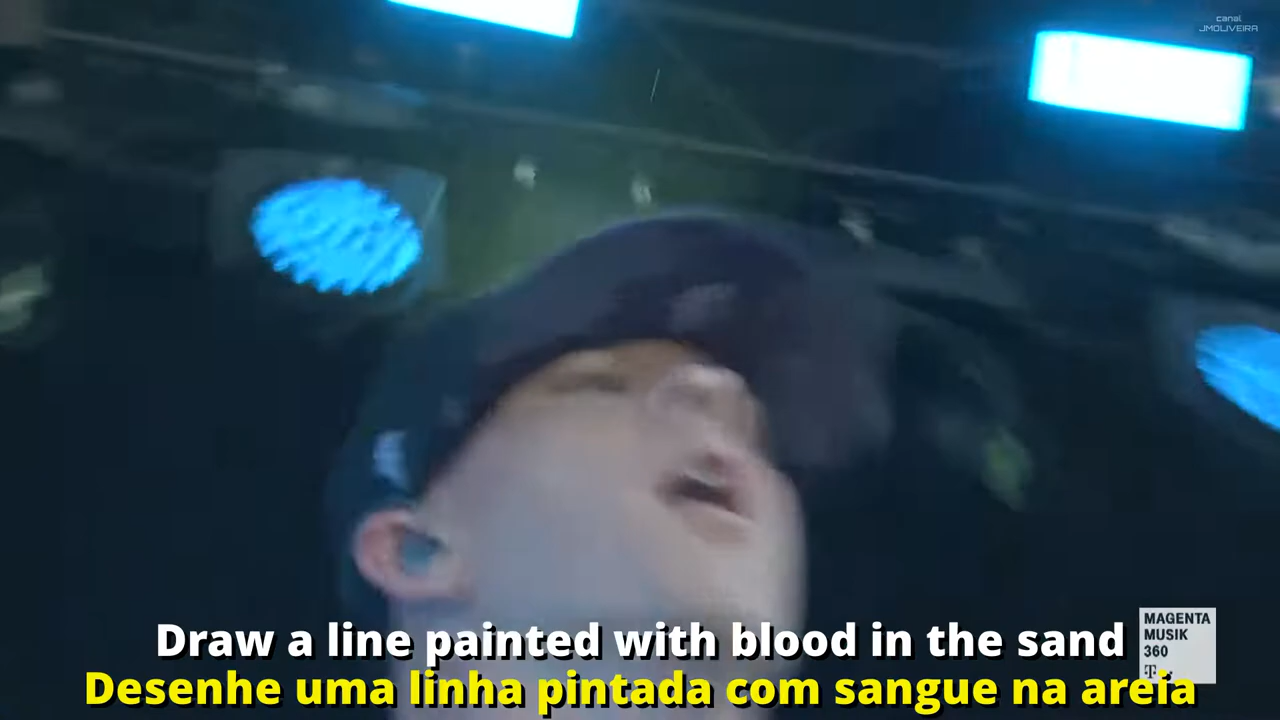 canal
JMOLIVEIRA
Draw a line painted with blood in the sand
Desenhe uma linha pintada com sangue na areia
MAGENTA
MUSIK
360
T